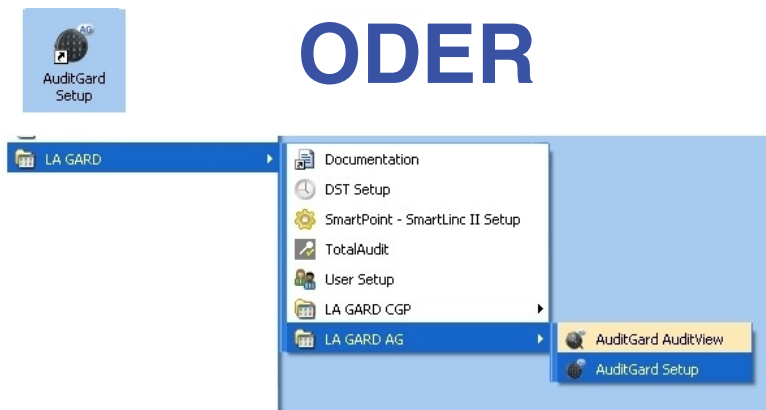 AG
AuditGard
Setup
ODER
LA GARD
Documentation
DST Setup
SmartPoint - SmartLinc II Setup
TotalAudit
User Setup
LA GARD CGP
LA GARD AG
AuditGard AuditView
AuditGard Setup